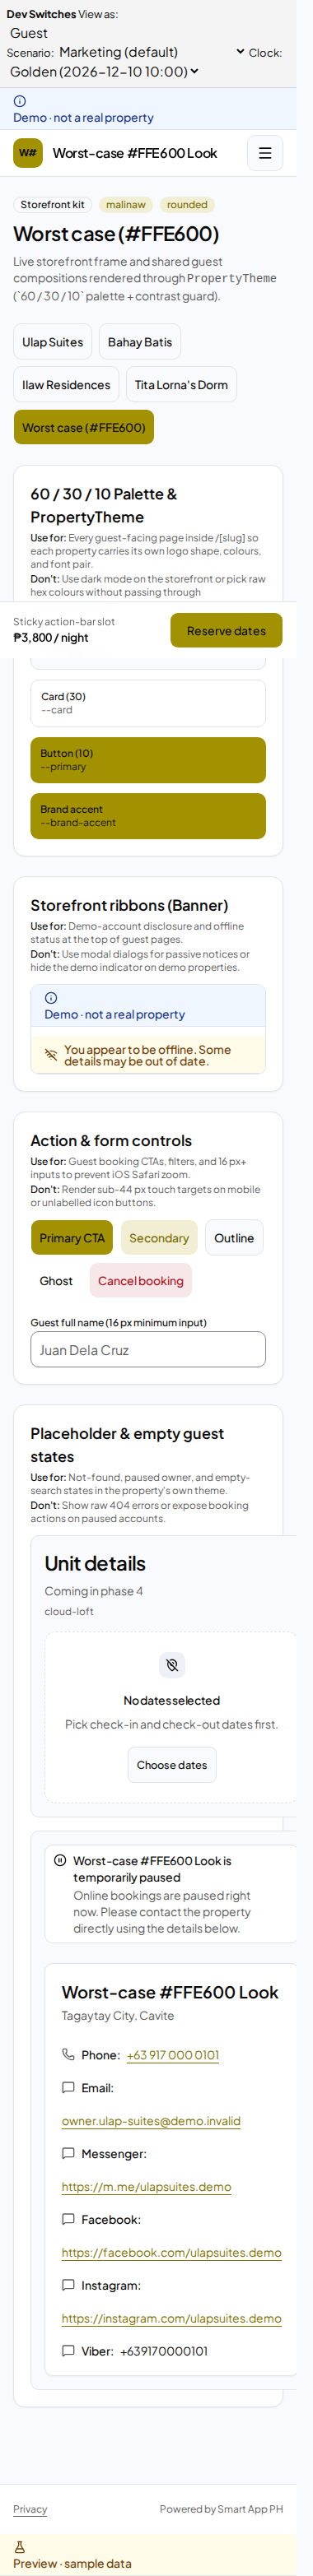 Dev Switches View as:
Guest
Scenario: Marketing (default) Clock:
Golden (2026-12-10 10:00)
Demo · not a real property
W# Worst-case #FFE600 Look
Storefront kit malinaw rounded
Worst case (#FFE600)
Live storefront frame and shared guest
compositions rendered through PropertyTheme
(`60 / 30 / 10` palette + contrast guard).
Ulap Suites Bahay Batis
Ilaw Residences Tita Lorna's Dorm
Worst case (#FFE600)
60 / 30 / 10 Palette &
PropertyTheme
Use for: Every guest-facing page inside /[slug] so
each property carries its own logo shape, colours,
and font pair.
Don't: Use dark mode on the storefront or pick raw
hex colours without passing through
Sticky action-bar slot
₱3,800 / night
Reserve dates
Card (30)
--card
Button (10)
--primary
Brand accent
--brand-accent
Storefront ribbons (Banner)
Use for: Demo-account disclosure and offline
status at the top of guest pages.
Don't: Use modal dialogs for passive notices or
hide the demo indicator on demo properties.
Demo · not a real property
You appear to be offline. Some
details may be out of date.
Action & form controls
Use for: Guest booking CTAs, filters, and 16 px+
inputs to prevent iOS Safari zoom.
Don't: Render sub-44 px touch targets on mobile
or unlabelled icon buttons.
Primary CTA Secondary Outline
Ghost Cancel booking
Guest full name (16 px minimum input)
Juan Dela Cruz
Placeholder & empty guest
states
Use for: Not-found, paused owner, and empty-
search states in the property's own theme.
Don't: Show raw 404 errors or expose booking
actions on paused accounts.
Unit details
Coming in phase 4
cloud-loft
No dates selected
Pick check-in and check-out dates first.
Choose dates
Worst-case #FFE600 Look is
temporarily paused
Online bookings are paused right
now. Please contact the property
directly using the details below.
Worst-case #FFE600 Look
Tagaytay City, Cavite
Phone: +63 917 000 0101
Email:
owner.ulap-suites@demo.invalid
Messenger:
https://m.me/ulapsuites.demo
Facebook:
https://facebook.com/ulapsuites.demo
Instagram:
https://instagram.com/ulapsuites.demo
Viber: +639170000101
Privacy Powered by Smart App PH
Preview · sample data